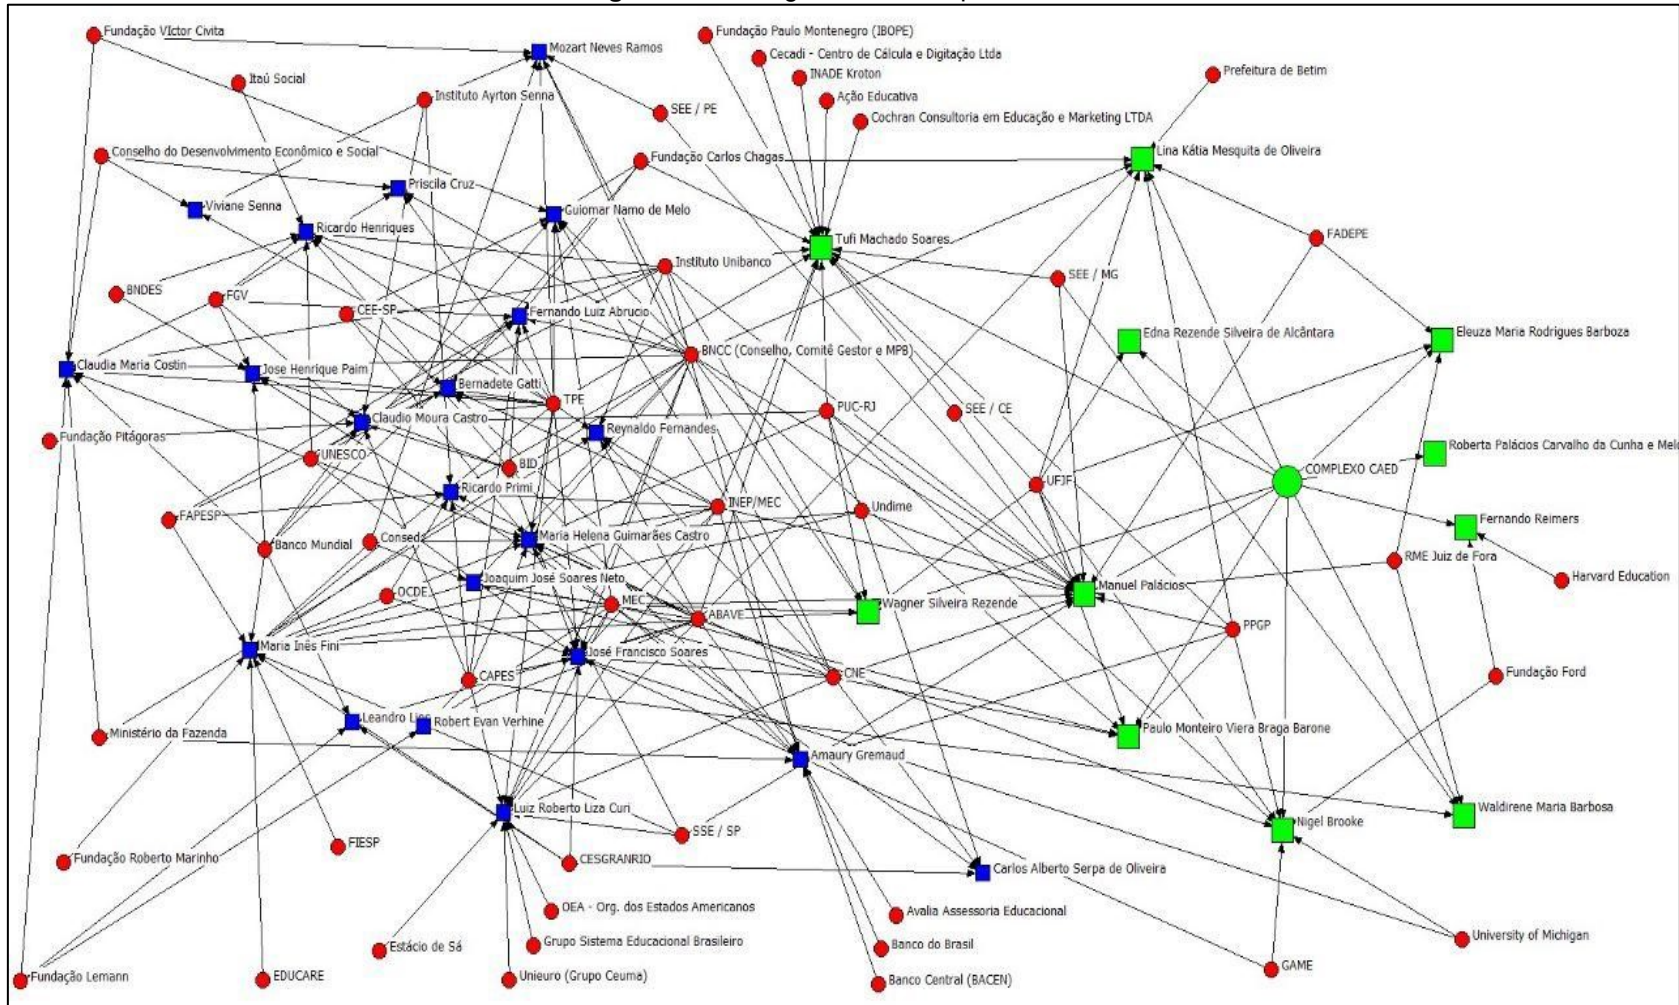 Fundação VIctor Civita
Mozart Neves Ramos
Fundação Paulo Montenegro (IBOPE)
Cecadi - Centro de Cálcula e Digitação Ltda
INADE Kroton
Prefeitura de Betim
Itaú Social
Instituto Ayrton Senna
SEE / PE
Ação Educativa
Cochran Consultoria em Educação e Marketing LTDA
Conselho do Desenvolvimento Econômico e Social
Fundação Carlos Chagas
Lina Kátia Mesquita de Oliveira
Priscila Cruz
Viviane Senna
Guiomar Namo de Melo
Ricardo Henriques
Tufi Machado Soares
FADEPE
Instituto Unibanco
SEE / MG
BNDES
FGV
CEE-SP
Fernando Luiz Abrucio
Edna Rezende Silveira de Alcântara
Eleuza Maria Rodrigues Barboza
BNCC (Conselho, Comitê Gestor e MPB)
Claudia Maria Costin
Jose Henrique Paim
Bernadete Gatti
TPE
PUC-RJ
SEE / CE
Claudio Moura Castro
Reynaldo Fernandes
Fundação Pitágoras
UNESCO
BID
Roberta Palácios Carvalho da Cunha e Melo
COMPLEXO CAED
UFJF
Ricardo Primi
INEP/MEC
Undime
FAPESP
Fernando Reimers
Banco Mundial
Consed
Maria Helena Guimarães Castro
RME Juiz de Fora
Harvard Education
Joaquim José Soares Neto
OCDE
MEC
ABAVE
Wagner Silveira Rezende
Manuel Palácios
PPGP
Maria Inês Fini
José Francisco Soares
CAPES
CNE
Fundação Ford
Leandro
Robert Evan Verhine
Ministério da Fazenda
Paulo Monteiro Viera Braga Barone
Amaury Gremaud
Luiz Roberto Liza Curi
Waldirene Maria Barbosa
Nigel Brooke
SSE / SP
FIESP
Fundação Roberto Marinho
CESGRANRIO
Carlos Alberto Serpa de Oliveira
OEA - Org. dos Estados Americanos
Avalia Assessoria Educacional
Estácio de Sá
Grupo Sistema Educacional Brasileiro
Banco do Brasil
University of Michigan
Fundação Lemann
EDUCARE
Unieuro (Grupo Ceuma)
Banco Central (BACEN)
GAME